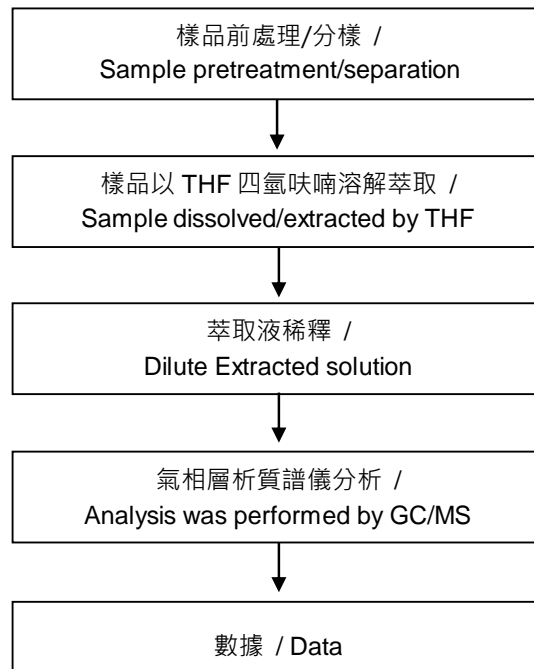 樣品前處理/分樣 /
Sample pretreatment/separation
樣品以 THF 四氫呋喃溶解萃取 /
Sample dissolved/extracted by THF
萃取液稀釋 /
Dilute Extracted solution
氣相層析質譜儀分析 /
Analysis was performed by GC/MS
數據 / Data